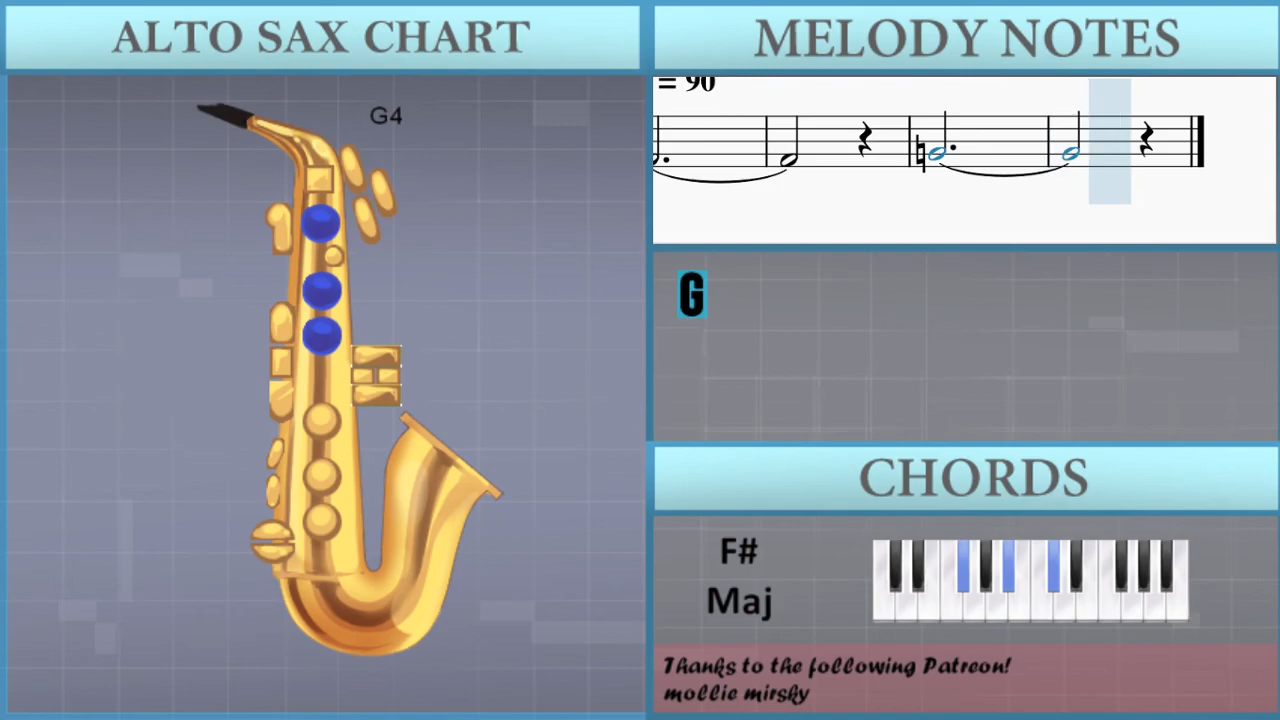 ALTO SAX CHART
G4
MELODY NOTES
= 90
G
CHORDS
F#
Maj
Thanks to the following Patreon!
mollie mirsky